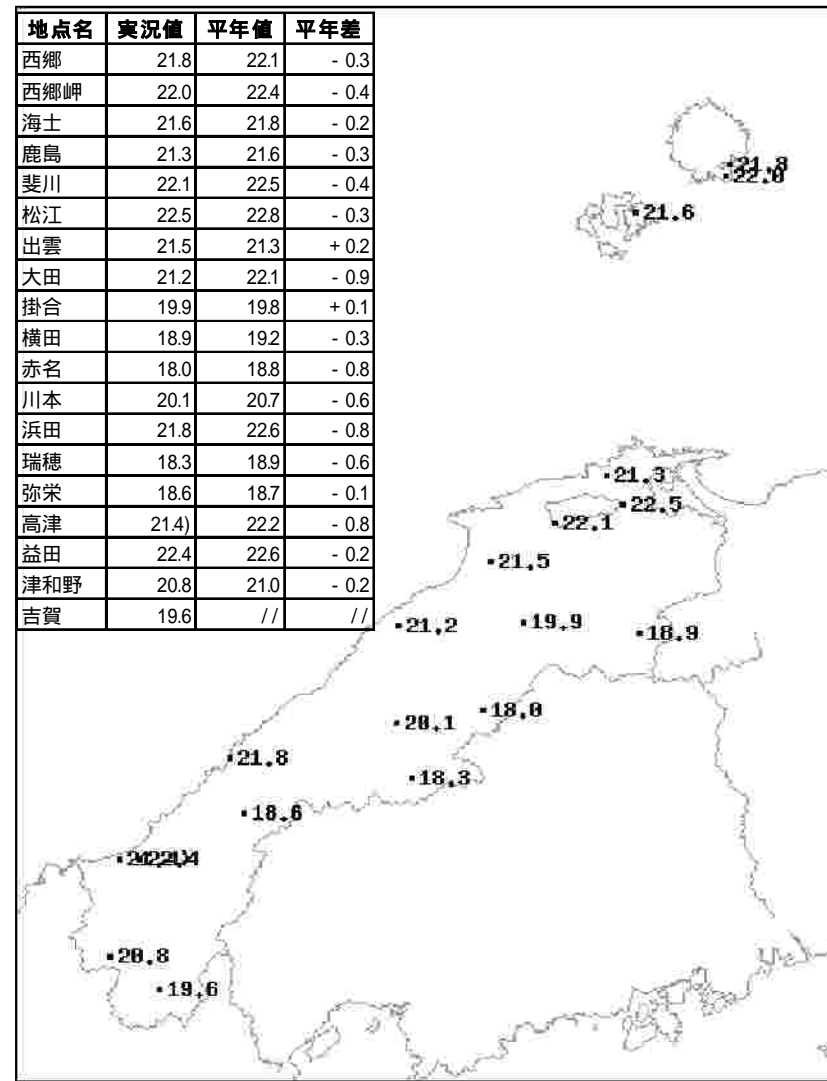 地点名 実況値 平年値 平年差
西郷 21.8 22.1 - 0.3
西郷岬 22.0 22.4 - 0.4
海士 21.6 21.8 - 0.2
鹿島 21.3 21.6 - 0.3
斐川 22.1 22.5 - 0.4
松江 22.5 22.8 - 0.3
出雲 21.5 21.3 + 0.2
大田 21.2 22.1 - 0.9
掛合 19.9 19.8 + 0.1
横田 18.9 19.2 - 0.3
赤名 18.0 18.8 - 0.8
川本 20.1 20.7 - 0.6
浜田 21.8 22.6 - 0.8
瑞穂 18.3 18.9 - 0.6
弥栄 18.6 18.7 - 0.1
高津 21.4) 22.2 - 0.8
益田 22.4 22.6 - 0.2
津和野 20.8 21.0 - 0.2
吉賀 19.6 // //
21.8
22.0
21.6
21.3
22.5
22.1
21.5
21.2
19.9
18.9
18.0
20.1
21.8
18.3
18.6
20.8
19.6